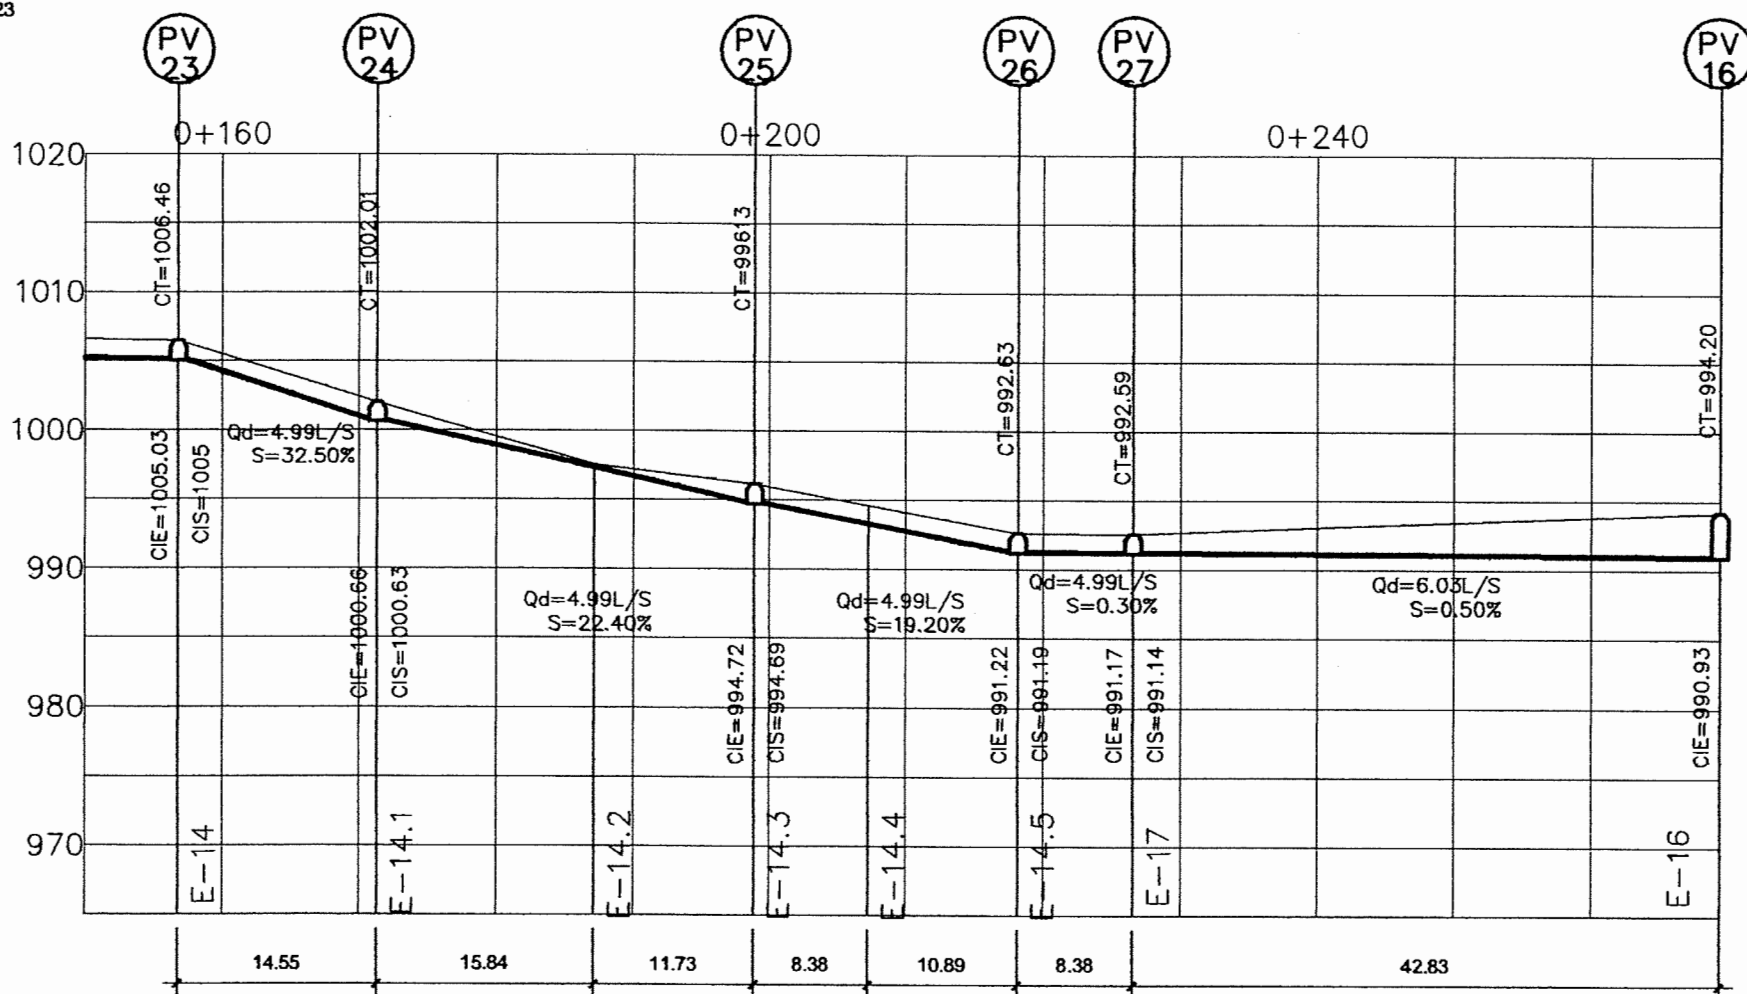 23
PV
23
PV
24
PV
25
PV
26
PV
27
PV
16
0+160
0+200
0+240
1020
1010
1000
990
980
970
CT=1006.46
CT=1002.01
CT=99613
CT=992.63
CT=992.59
CT=994.20
Qd=4.99L/S
S=32.50%
Qd=4.99L/S
S=22.40%
Qd=4.99L/S
S=19.20%
Qd=4.99L/S
S=0.30%
Qd=6.03L/S
S=0.50%
CIE=1005.03
CIS=1005
CIE=1000.66
CIS=1000.63
CIE=994.72
CIS=994.69
CIE=991.22
CIS=991.19
CIE=991.17
CIS=991.14
CIE=990.93
E-14
E-14.1
E-14.2
E-14.3
E-14.4
E-14.5
E-17
E-16
14.55
15.84
11.73
8.38
10.89
8.38
42.83